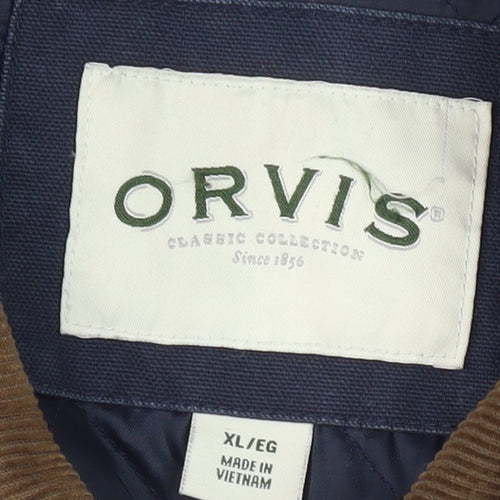 ORVIS®
CLASSIC COLLECTION
Since 1856
XL/EG
MADE IN
VIETNAM